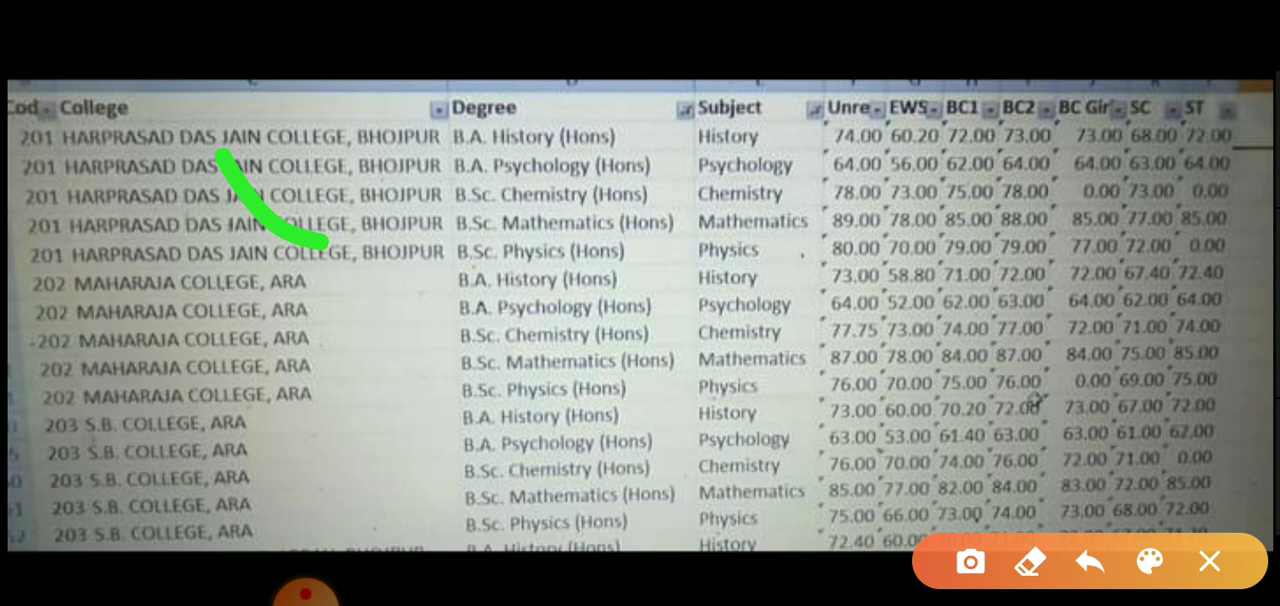 Cod College Degree Subject Unre EWS BC1 BC2 BC Gir SC ST
201 HARPRASAD DAS JAIN COLLEGE, BHOJPUR B.A. History (Hons) History 74.00 60.20 72.00 73.00 73.00 68.00 72.00
201 HARPRASAD DAS JAIN COLLEGE, BHOJPUR B.A. Psychology (Hons) Psychology 64.00 56.00 62.00 64.00 64.00 63.00 64.00
201 HARPRASAD DAS JAIN COLLEGE, BHOJPUR B.Sc. Chemistry (Hons) Chemistry 78.00 73.00 75.00 78.00 0.00 73.00 0.00
201 HARPRASAD DAS JAIN COLLEGE, BHOJPUR B.Sc. Mathematics (Hons) Mathematics 89.00 78.00 85.00 88.00 85.00 77.00 85.00
201 HARPRASAD DAS JAIN COLLEGE, BHOJPUR B.Sc. Physics (Hons) Physics 80.00 70.00 79.00 79.00 77.00 72.00 0.00
202 MAHARAJA COLLEGE, ARA B.A. History (Hons) History 73.00 58.80 71.00 72.00 72.00 67.40 72.40
202 MAHARAJA COLLEGE, ARA B.A. Psychology (Hons) Psychology 64.00 52.00 62.00 63.00 64.00 62.00 64.00
202 MAHARAJA COLLEGE, ARA B.Sc. Chemistry (Hons) Chemistry 77.75 73.00 74.00 77.00 72.00 71.00 74.00
202 MAHARAJA COLLEGE, ARA B.Sc. Mathematics (Hons) Mathematics 87.00 78.00 84.00 87.00 84.00 75.00 85.00
202 MAHARAJA COLLEGE, ARA B.Sc. Physics (Hons) Physics 76.00 70.00 75.00 76.00 0.00 69.00 75.00
203 S.B. COLLEGE, ARA B.A. History (Hons) History 73.00 60.00 70.20 72.00 73.00 67.00 72.00
203 S.B. COLLEGE, ARA B.A. Psychology (Hons) Psychology 63.00 53.00 61.40 63.00 63.00 61.00 62.00
203 S.B. COLLEGE, ARA B.Sc. Chemistry (Hons) Chemistry 76.00 70.00 74.00 76.00 72.00 71.00 0.00
203 S.B. COLLEGE, ARA B.Sc. Mathematics (Hons) Mathematics 85.00 77.00 82.00 84.00 83.00 72.00 85.00
203 S.B. COLLEGE, ARA B.Sc. Physics (Hons) Physics 75.00 66.00 73.00 74.00 73.00 68.00 72.00
B.A. History (Hons) History 72.40 60.00